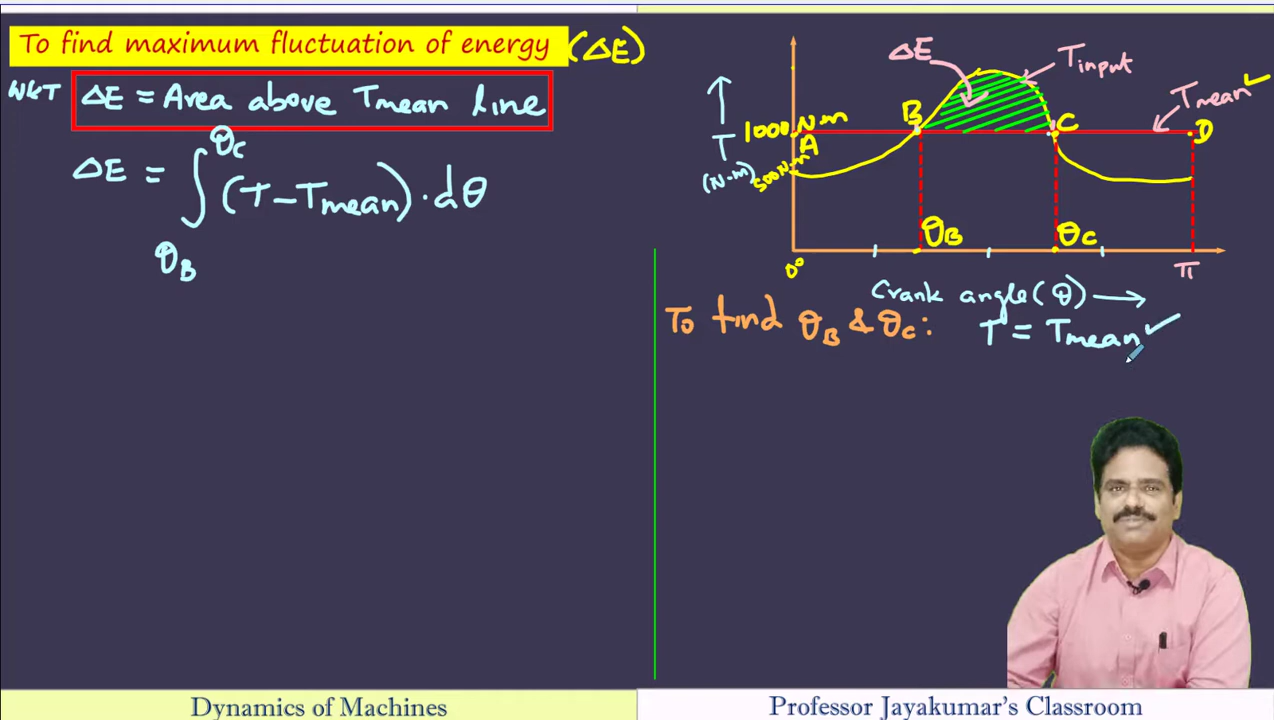 To find maximum fluctuation of energy (ΔE)
WKT ΔE = Area above Tmean line
ΔE = ∫ (T - Tmean) · dθ
θC
θB
ΔE
Tinput
Tmean
B
C
D
1000 N-m
A
T
(N-m)
500 N-m
θB
θC
0°
π
Crank angle (θ) →
To find θB & θC: T = Tmean
Dynamics of Machines
Professor Jayakumar's Classroom